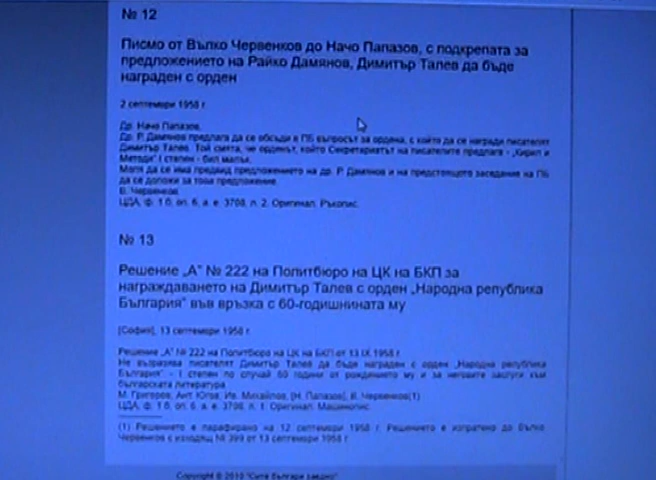 № 12
Писмо от Вълко Червенков до Начо Папазов, с подкрепата за
предложението на Райко Дамянов, Димитър Талев да бъде
награден с орден
2 септември 1958 г.
Др. Начо Папазов,
Др. Р. Дамянов предлага да се обсъди в ПБ въпросът за ордена, с който да се награди писателят
Димитър Талев. Той смята, че орденът, който Секретариатът на писателите предлага - „Кирил и
Методи" I степен - бил малък.
Моля да се има предвид предложението на др. Р. Дамянов и на предстоящото заседание на ПБ
да се доложи за това предложение.
В. Червенков.
ЦДА, ф. 1 б, оп. 6, а. е. 3708, л. 2. Оригинал. Ръкопис.
№ 13
Решение „А" № 222 на Политбюро на ЦК на БКП за
награждаването на Димитър Талев с орден „Народна република
България" във връзка с 60-годишнината му
[София], 13 септември 1958 г.
Решение „А" № 222 на Политбюро на ЦК на БКП от 13.IX.1958 г.
Не възразява писателят Димитър Талев да бъде награден с орден „Народна република
България" - I степен по случай 60 години от рождението му и за неговите заслуги към
българската литература.
М. Григоров, Ант. Югов, Ив. Михайлов, [Н. Папазов], В. Червенков(1)
ЦДА, ф. 1 б, оп. 6, а. е. 3708, л. 1. Оригинал. Машинопис.
(1) Решението е парафирано на 12 септември 1958 г. Решението е изпратено до Вълко
Червенков с изходящ № 399 от 13 септември 1958 г.
Copyright © 2010 "Сите българи заедно"